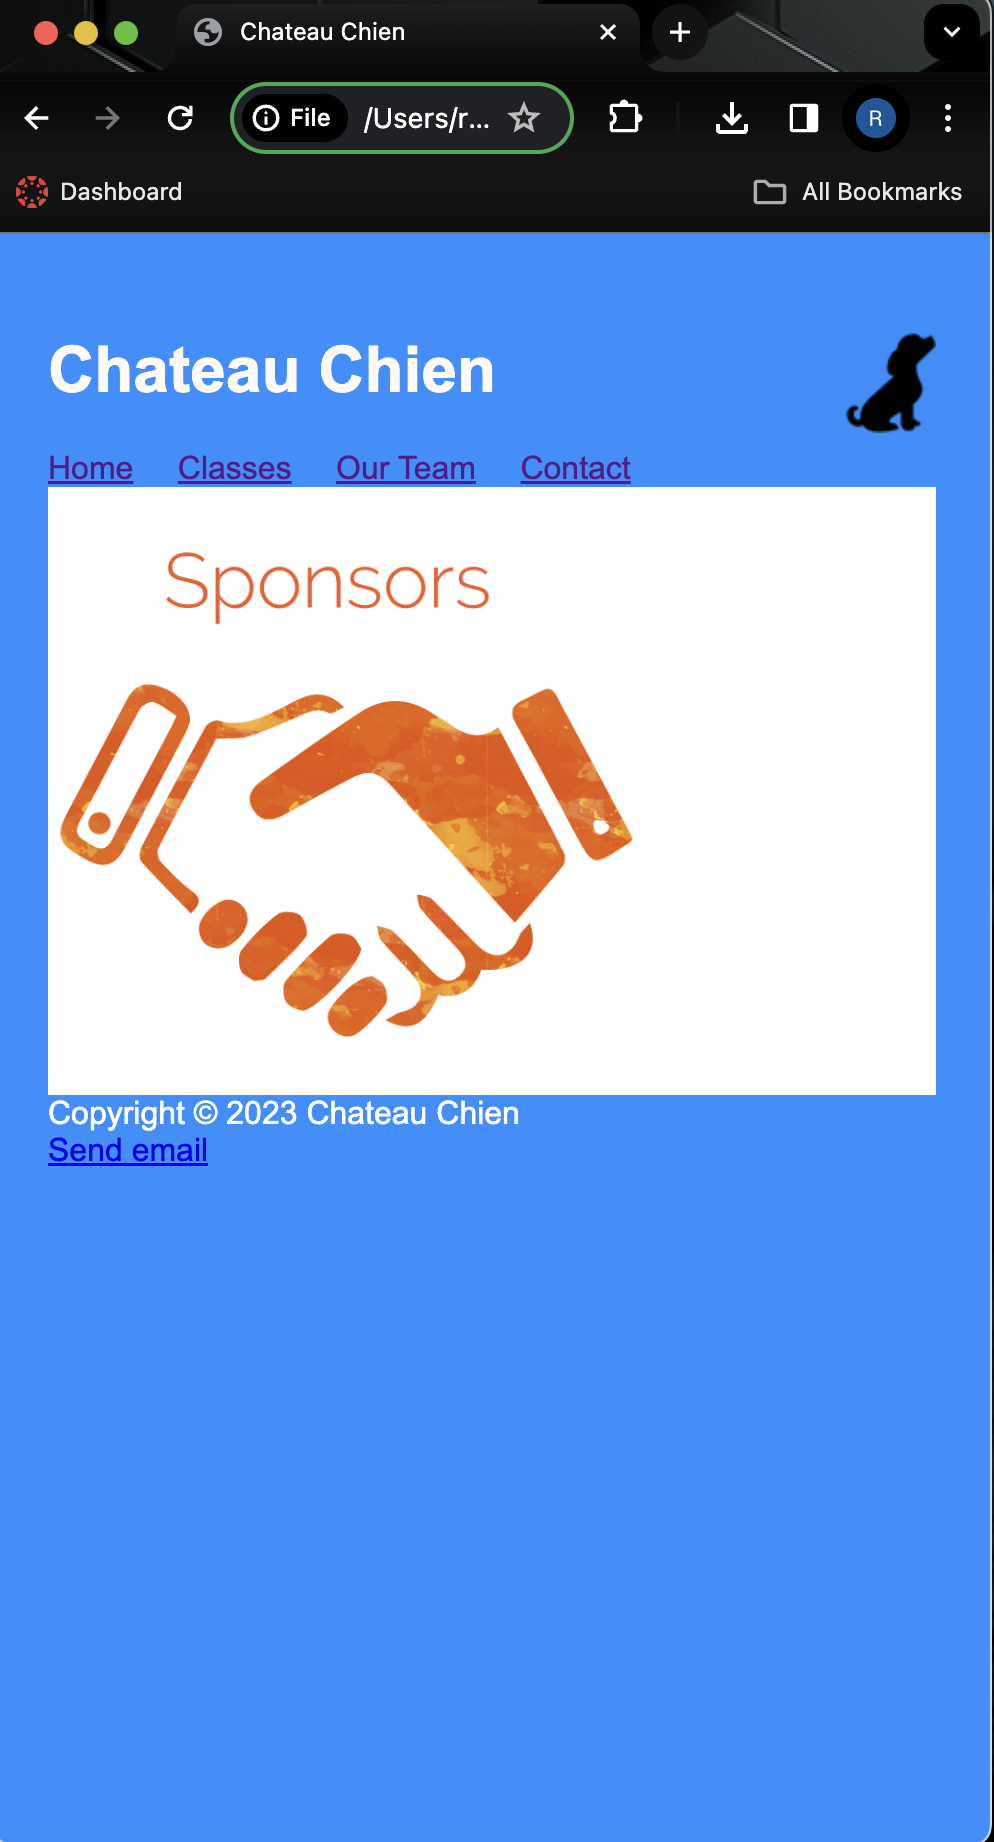 Chateau Chien
File /Users/r...
R
Dashboard
All Bookmarks
Chateau Chien
Home Classes Our Team Contact
Sponsors
Copyright © 2023 Chateau Chien
Send email